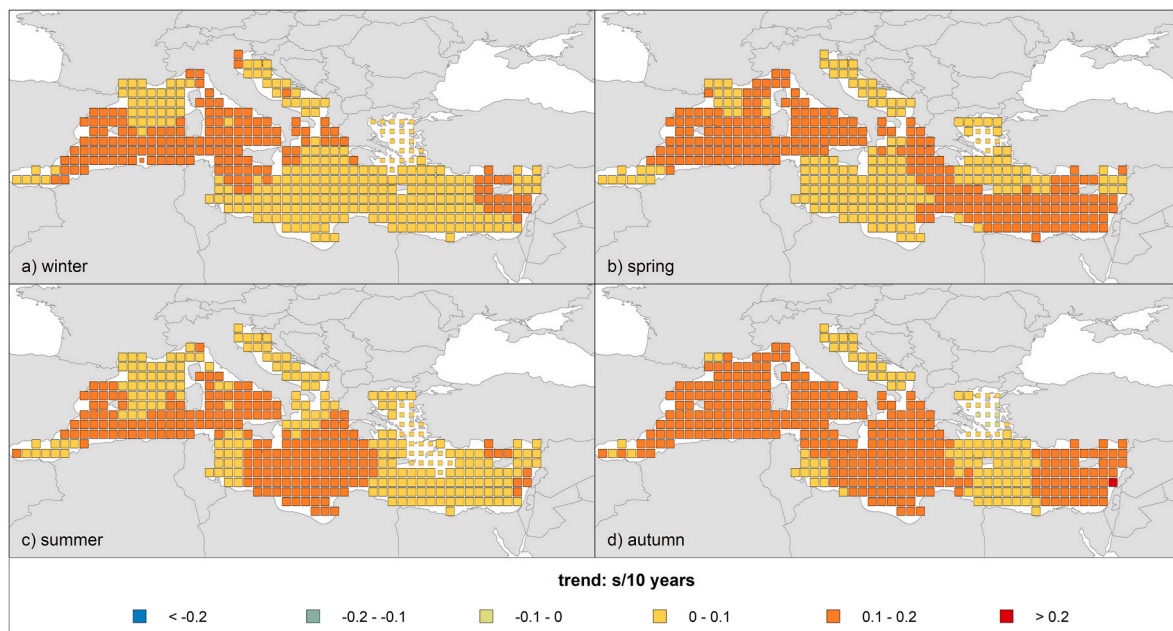 a) winter
b) spring
c) summer
d) autumn
trend: s/10 years
< -0.2
-0.2 - -0.1
-0.1 - 0
0 - 0.1
0.1 - 0.2
> 0.2